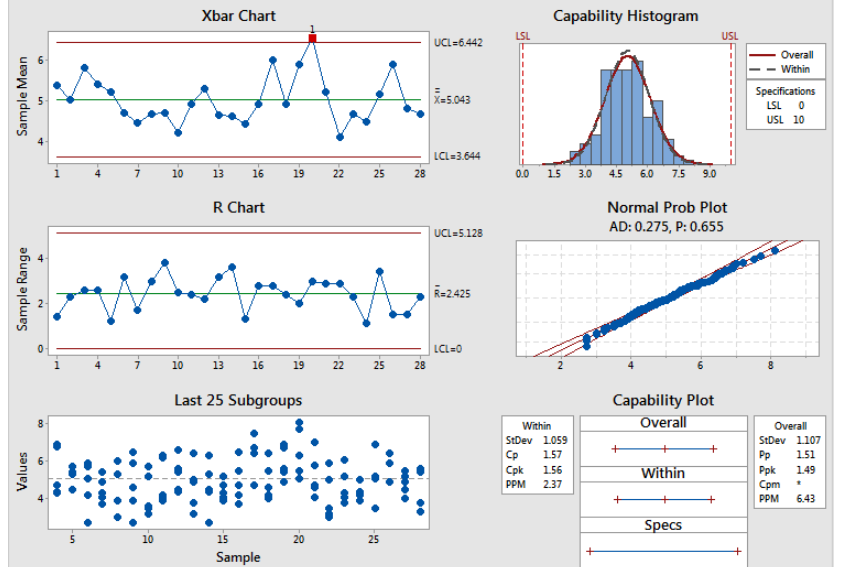 Xbar Chart
1
UCL=6.442
6
5
4
Sample Mean
X=5.043
LCL=3.644
1 4 7 10 13 16 19 22 25 28
Capability Histogram
LSL
USL
Overall
Within
Specifications
LSL 0
USL 10
0.0 1.5 3.0 4.5 6.0 7.5 9.0
R Chart
UCL=5.128
4
2
0
Sample Range
R=2.425
LCL=0
1 4 7 10 13 16 19 22 25 28
Normal Prob Plot
AD: 0.275, P: 0.655
2 4 6 8
Last 25 Subgroups
8
6
4
Values
5 10 15 20 25
Sample
Capability Plot
Within
StDev 1.059
Cp 1.57
Cpk 1.56
PPM 2.37
Overall
Within
Specs
Overall
StDev 1.107
Pp 1.51
Ppk 1.49
Cpm *
PPM 6.43